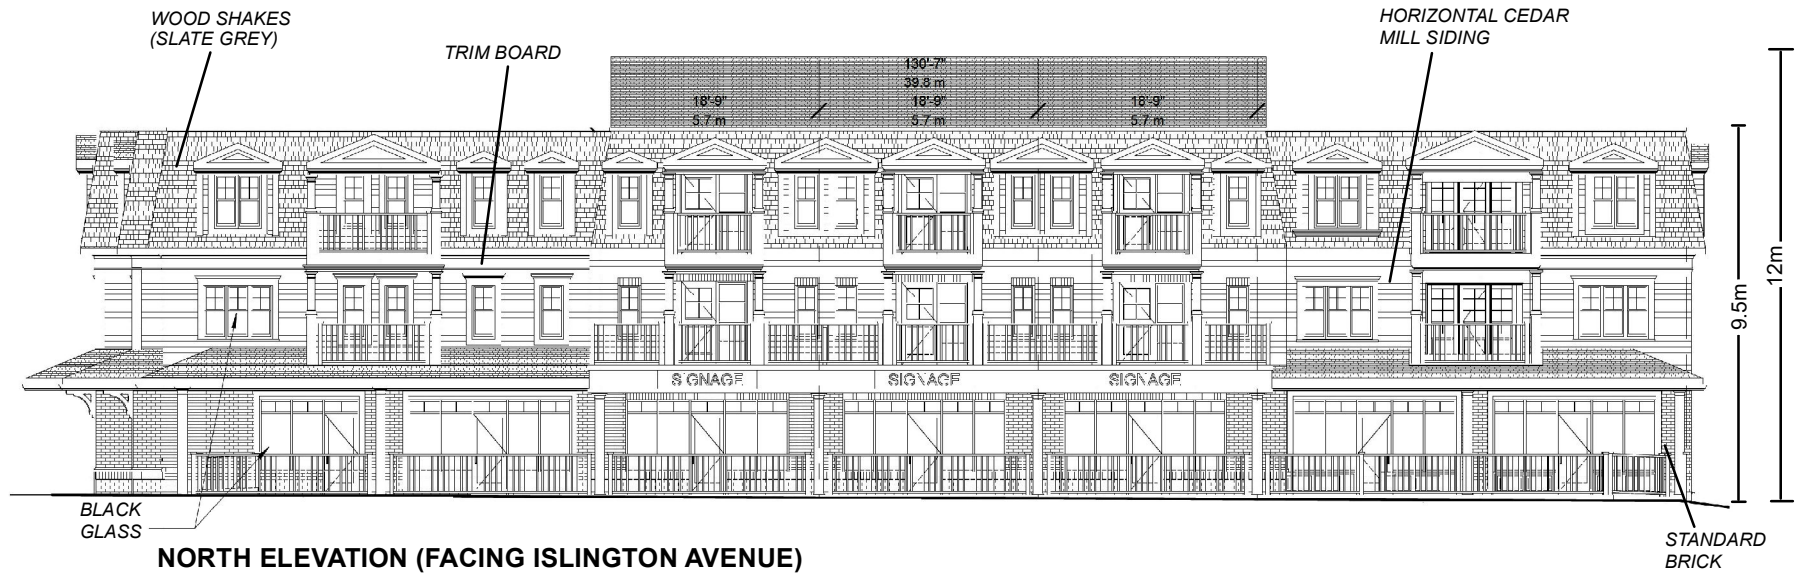 WOOD SHAKES
(SLATE GREY)
TRIM BOARD
HORIZONTAL CEDAR
MILL SIDING
130'-7"
39.8 m
18'-9" 18'-9" 18'-9"
5.7 m 5.7 m 5.7 m
12m
9.5m
SIGNAGE SIGNAGE SIGNAGE
BLACK
GLASS
STANDARD
BRICK
NORTH ELEVATION (FACING ISLINGTON AVENUE)